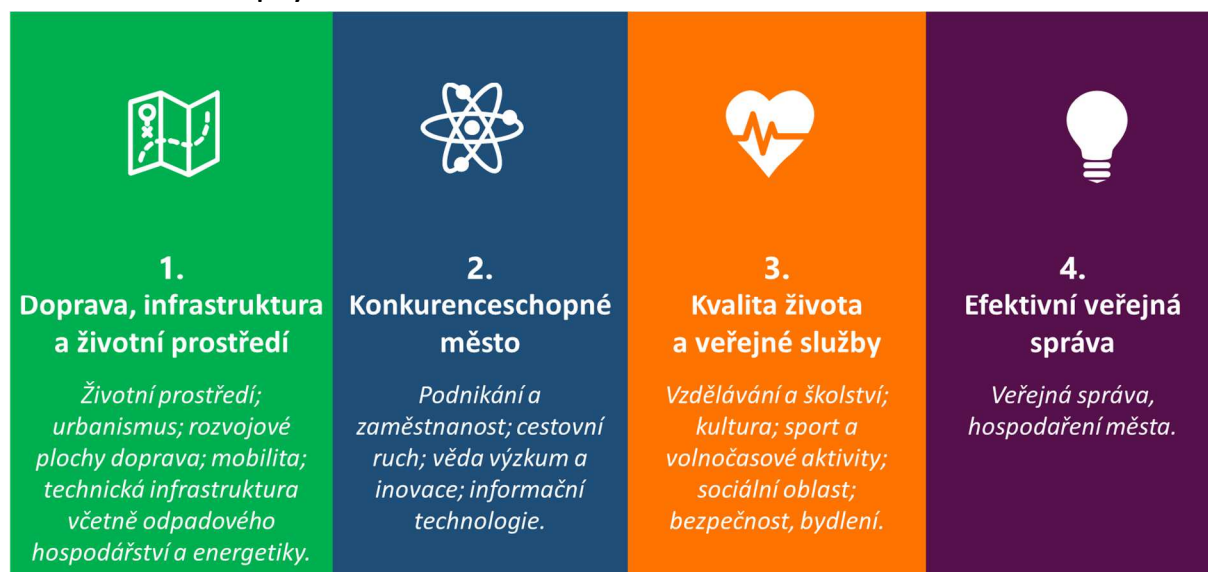 1.
Doprava, infrastruktura
a životní prostředí
Životní prostředí;
urbanismus; rozvojové
plochy doprava; mobilita;
technická infrastruktura
včetně odpadového
hospodářství a energetiky.
2.
Konkurenceschopné
město
Podnikání a
zaměstnanost; cestovní
ruch; věda výzkum a
inovace; informační
technologie.
3.
Kvalita života
a veřejné služby
Vzdělávání a školství;
kultura; sport a
volnočasové aktivity;
sociální oblast;
bezpečnost, bydlení.
4.
Efektivní veřejná
správa
Veřejná správa,
hospodaření města.